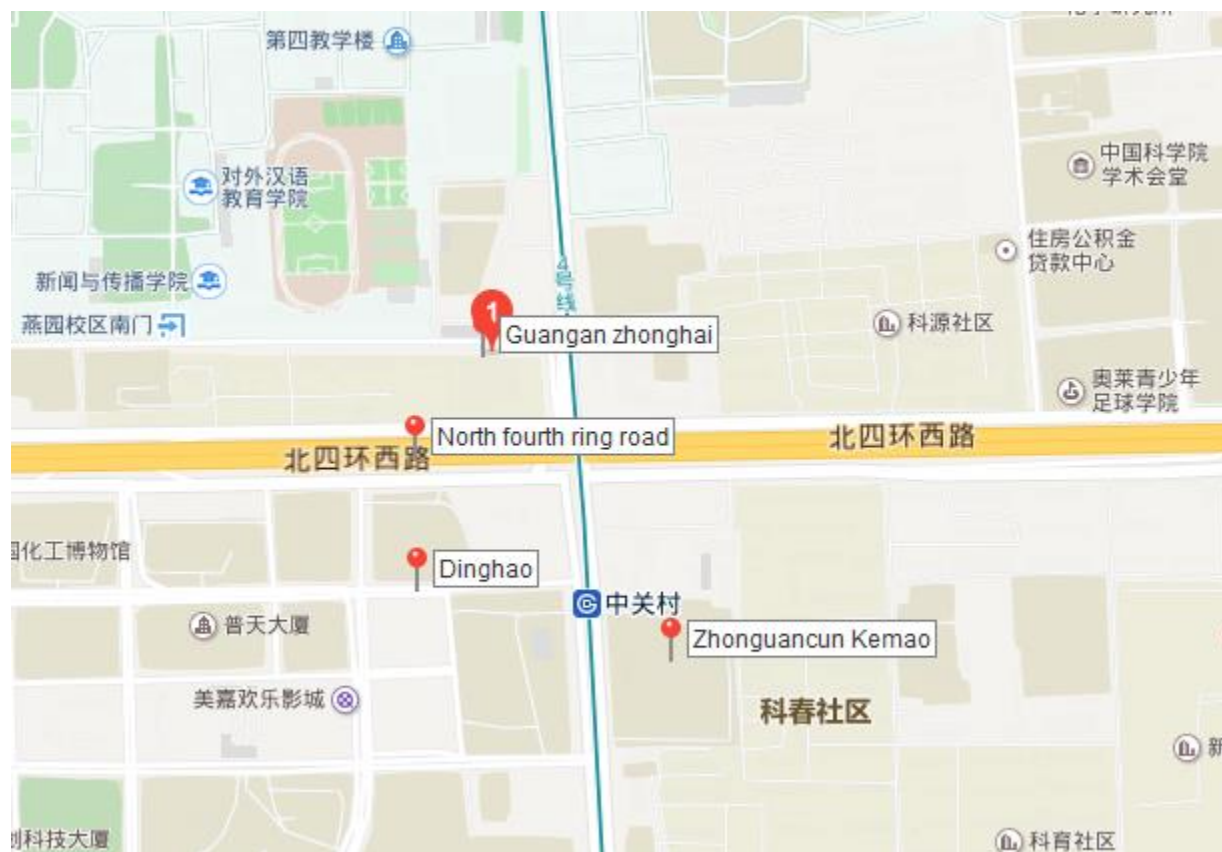 第四教学楼
中国科学院
学术会堂
对外汉语
教育学院
住房公积金
贷款中心
4号线
新闻与传播学院
1
燕园校区南门
Guangan zhonghai
科源社区
奥莱青少年
足球学院
North fourth ring road
北四环西路
北四环西路
化工博物馆
Dinghao
中关村
普天大厦
Zhonguancun Kemao
美嘉欢乐影城
科春社区
新
创科技大厦
科育社区